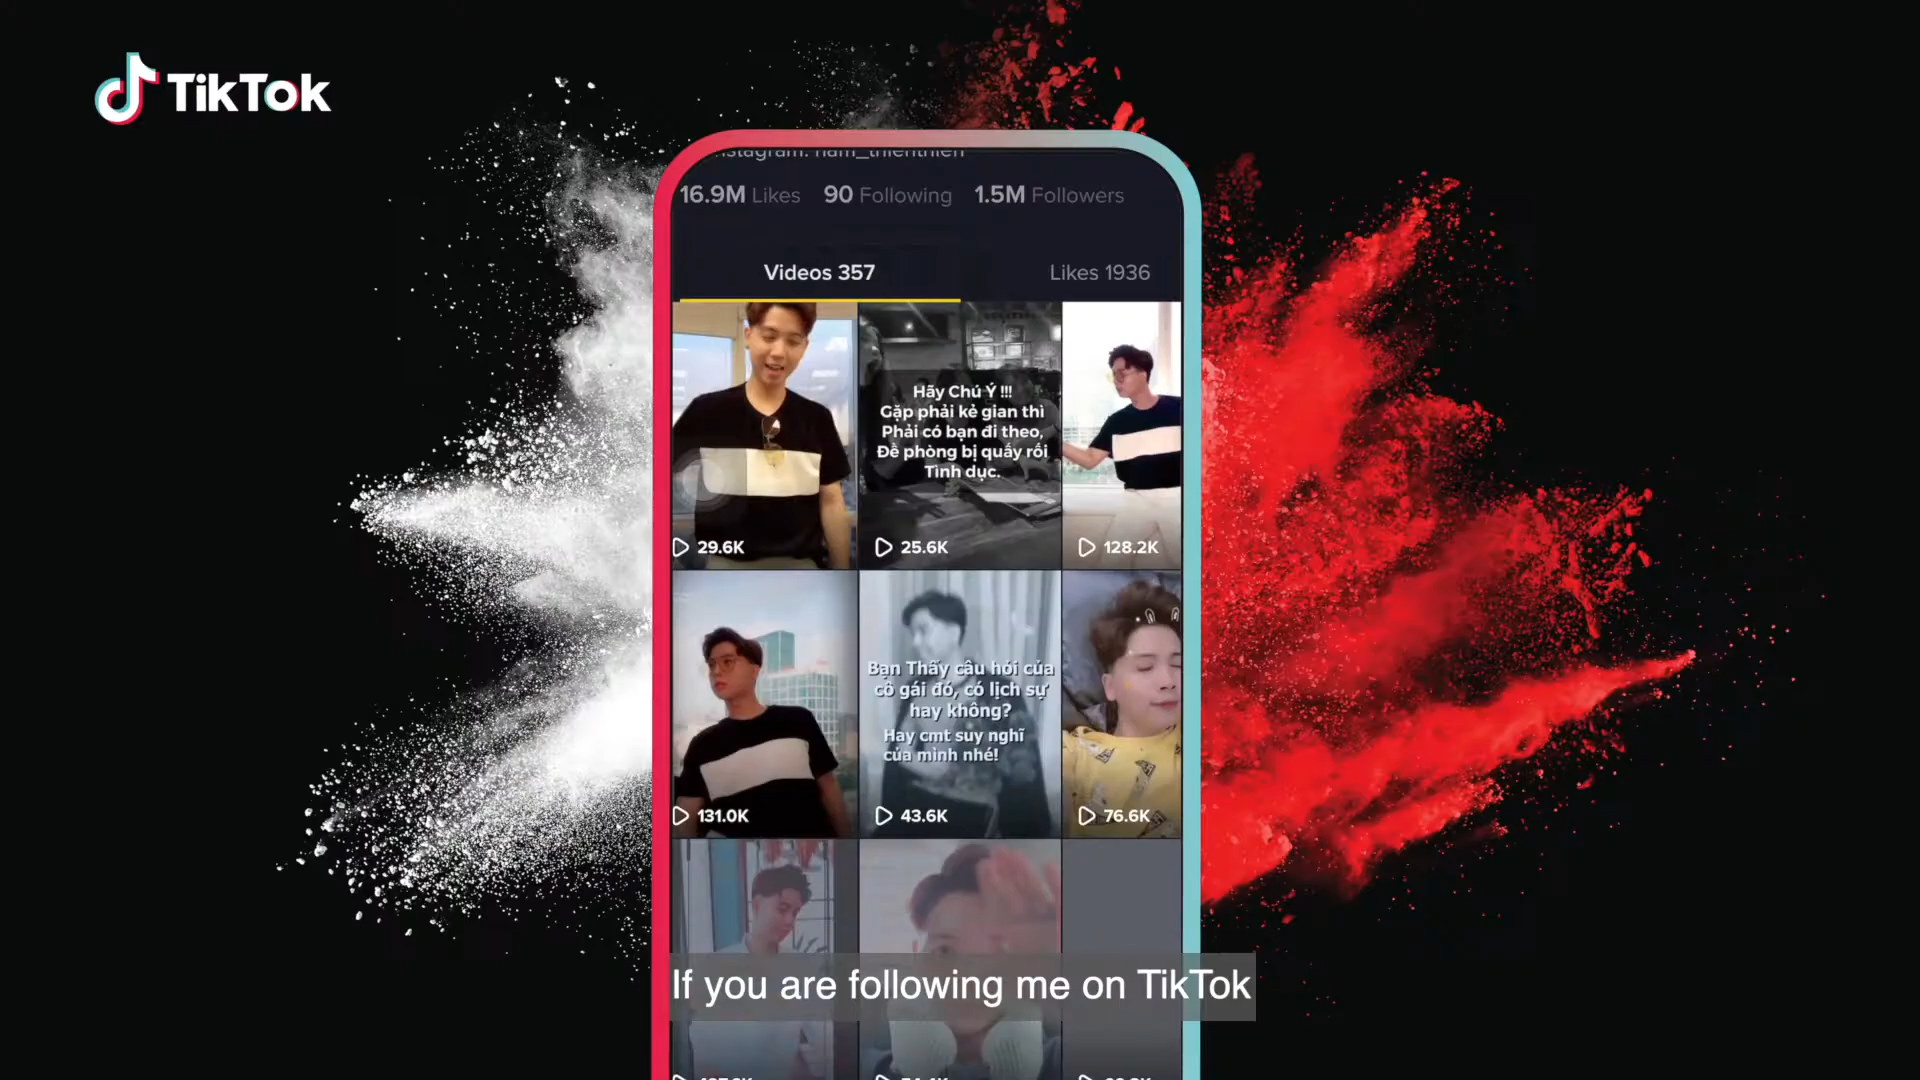 TikTok
16.9M Likes 90 Following 1.5M Followers
Videos 357 Likes 1936
Hãy Chú Ý !!!
Gặp phải kẻ gian thì
Phải có bạn đi theo,
Đề phòng bị quấy rối
Tình dục.
29.6K
25.6K
128.2K
Bạn Thấy câu hỏi của
cô gái đó, có lịch sự
hay không?
Hay cmt suy nghĩ
của mình nhé!
131.0K
43.6K
76.6K
If you are following me on TikTok